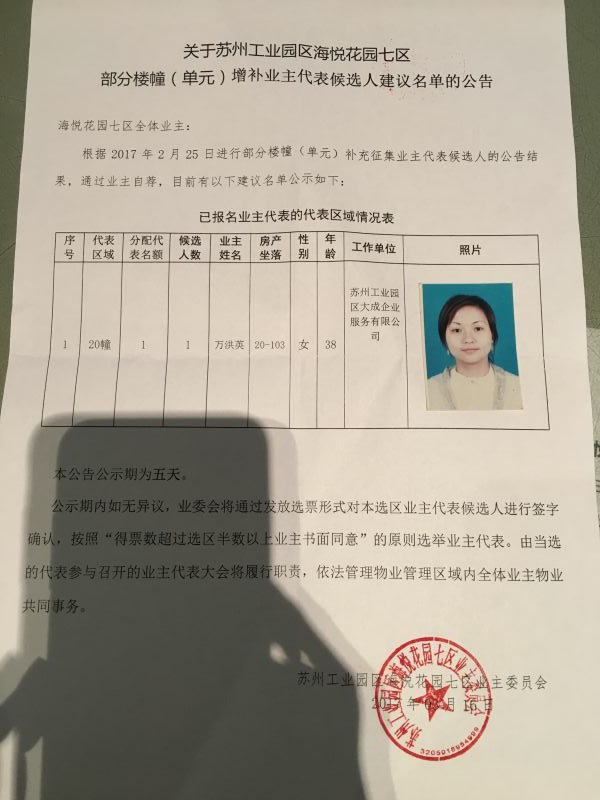 关于苏州工业园区海悦花园七区
部分楼幢（单元）增补业主代表候选人建议名单的公告
海悦花园七区全体业主：
根据 2017 年 2 月 25 日进行部分楼幢（单元）补充征集业主代表候选人的公告结
果，通过业主自荐，目前有以下建议名单公示如下：
已报名业主代表的代表区域情况表
序号 代表区域 分配代表名额 候选人数 业主姓名 房产坐落 性别 年龄 工作单位 照片
1 20幢 1 1 万洪英 20-103 女 38 苏州工业园区大成企业服务有限公司
本公告公示期为五天。
公示期内如无异议，业委会将通过发放选票形式对本选区业主代表候选人进行签字
确认，按照“得票数超过选区半数以上业主书面同意”的原则选举业主代表。由当选
的代表参与召开的业主代表大会将履行职责，依法管理物业管理区域内全体业主物业
共同事务。
苏州工业园区海悦花园七区业主委员会
2017 年 03 月 16 日
苏州工业园区海悦花园七区业主委员会